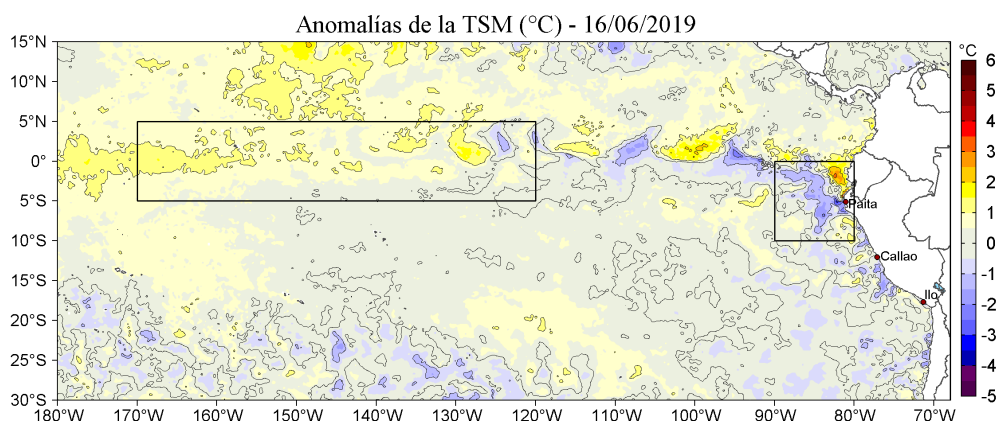 Anomalías de la TSM (°C) - 16/06/2019
15°N
10°N
5°N
0°
5°S
10°S
15°S
20°S
25°S
30°S
180°W
170°W
160°W
150°W
140°W
130°W
120°W
110°W
100°W
90°W
80°W
70°W
Paita
Callao
Ilo
°C
6
5
4
3
2
1
0
-1
-2
-3
-4
-5